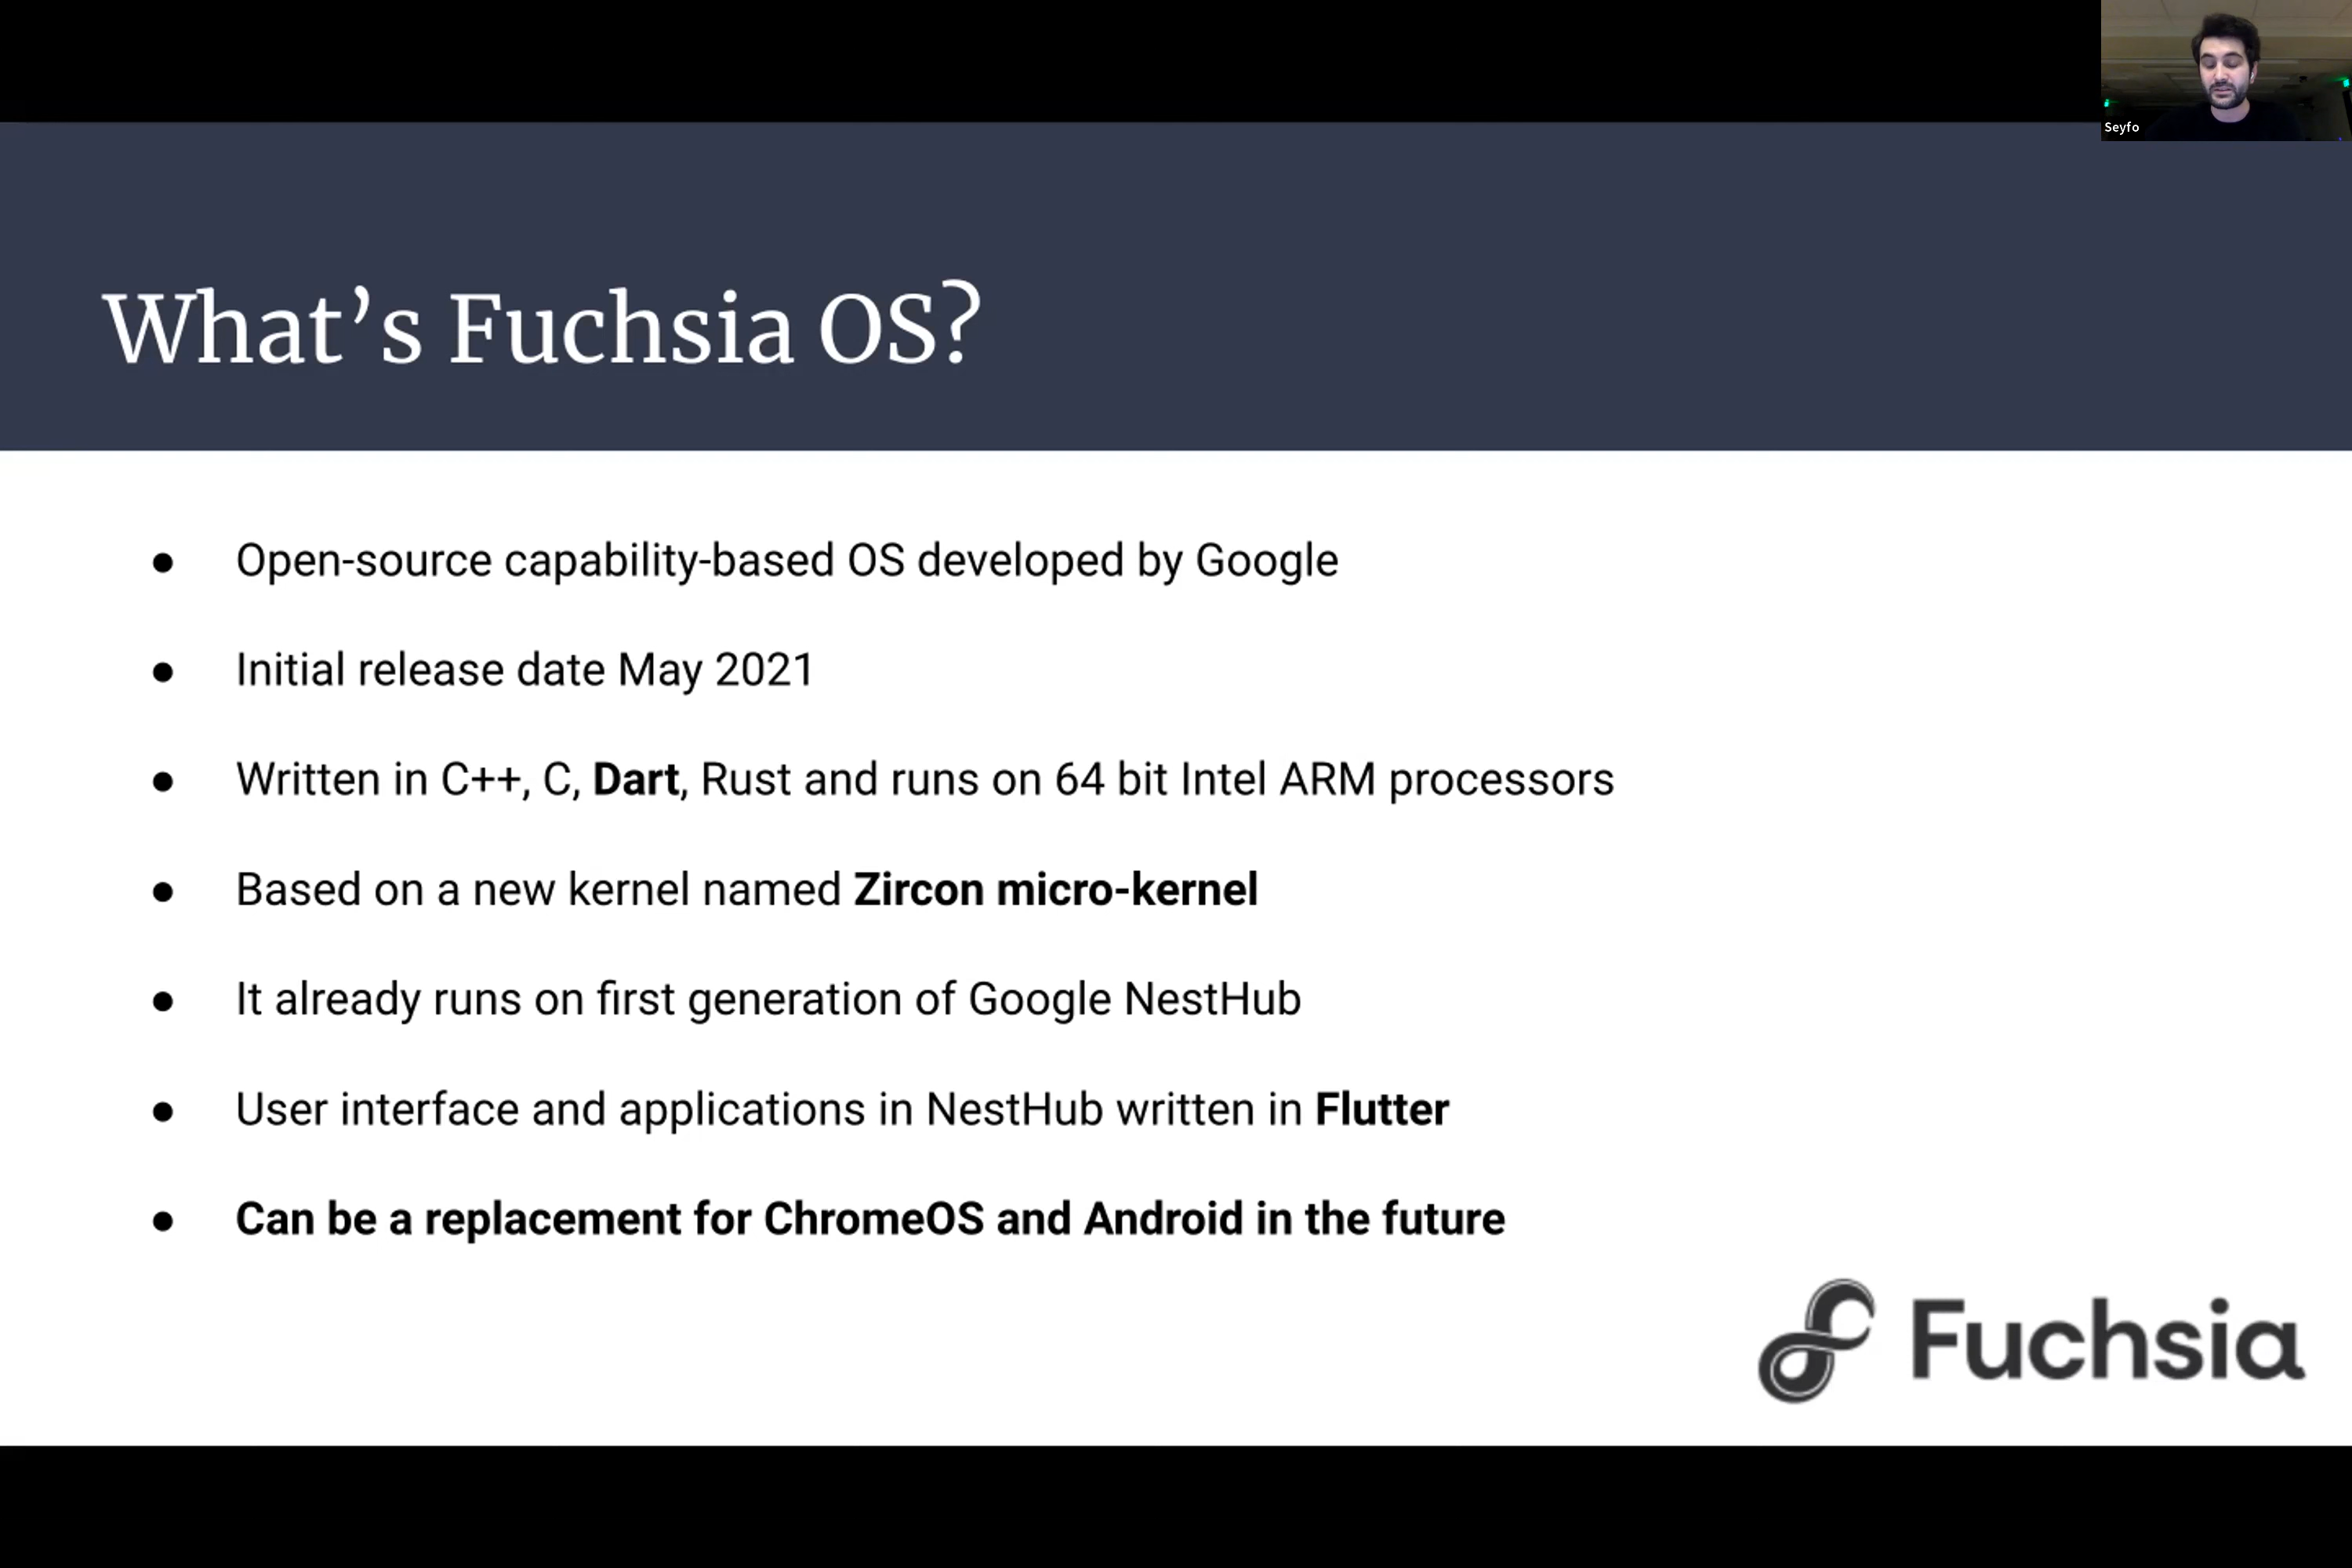 Seyfo
What’s Fuchsia OS?
● Open-source capability-based OS developed by Google
● Initial release date May 2021
● Written in C++, C, Dart, Rust and runs on 64 bit Intel ARM processors
● Based on a new kernel named Zircon micro-kernel
● It already runs on first generation of Google NestHub
● User interface and applications in NestHub written in Flutter
● Can be a replacement for ChromeOS and Android in the future
Fuchsia